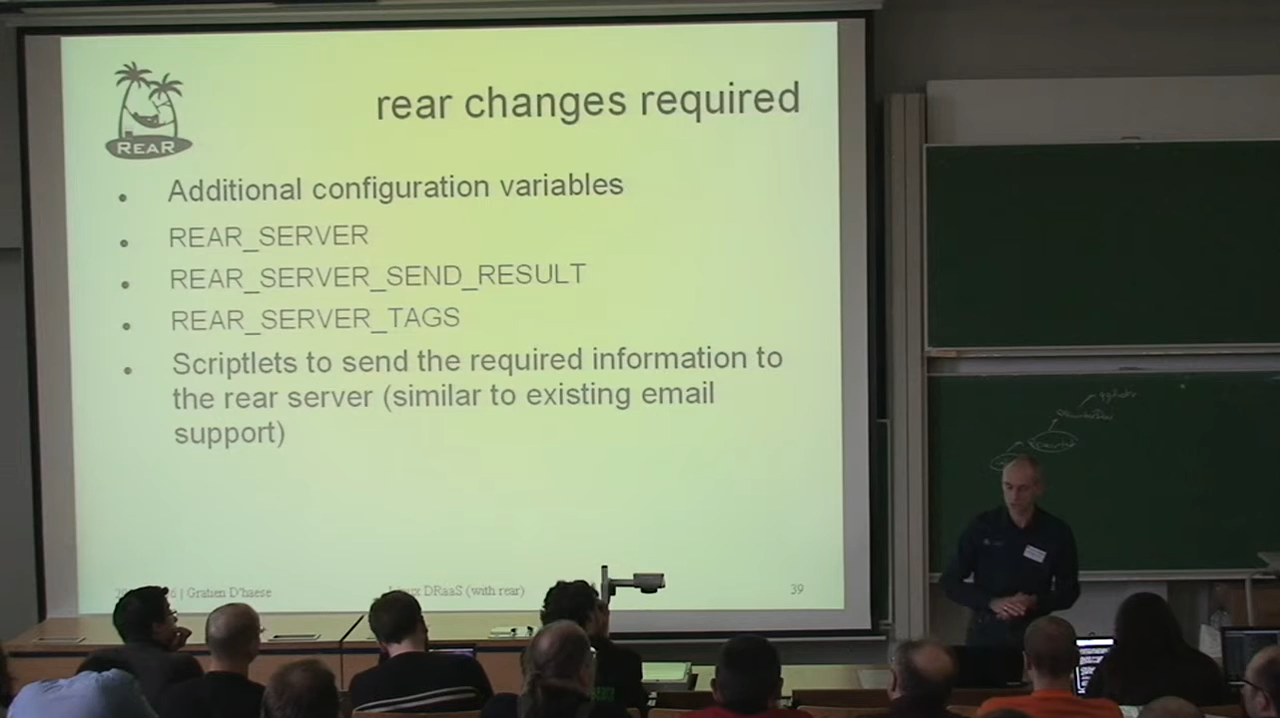 REAR
rear changes required
Additional configuration variables
REAR_SERVER
REAR_SERVER_SEND_RESULT
REAR_SERVER_TAGS
Scriptlets to send the required information to
the rear server (similar to existing email
support)
| Gratien D'haese
Linux DRaaS (with rear)
39